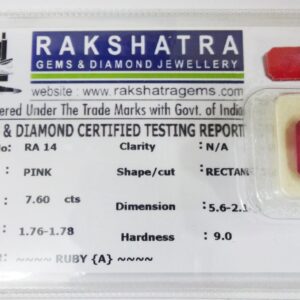 RAKSHATRA
GEMS & DIAMOND JEWELLERY
website : www.rakshatragems.com
ered Under The Trade Marks with Govt. of India
& DIAMOND CERTIFIED TESTING REPORT
o: RA 14 Clarity : N/A
PINK Shape/cut : RECTAN
7.60 cts Dimension : 5.6-2.1
1.76-1.78 Hardness : 9.0
~~~~ RUBY {A} ~~~~